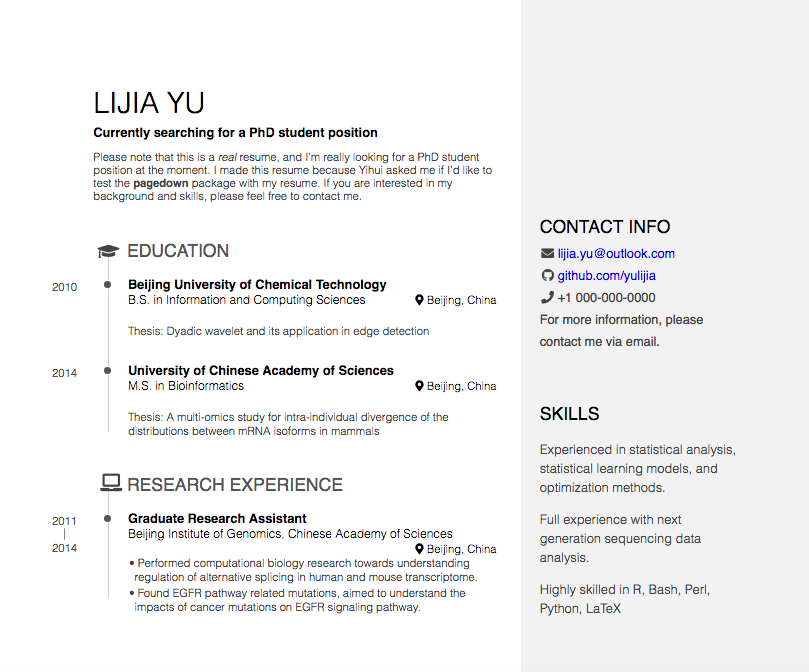 LIJIA YU
Currently searching for a PhD student position
Please note that this is a real resume, and I'm really looking for a PhD student
position at the moment. I made this resume because Yihui asked me if I'd like to
test the pagedown package with my resume. If you are interested in my
background and skills, please feel free to contact me.
EDUCATION
2010
Beijing University of Chemical Technology
B.S. in Information and Computing Sciences
Beijing, China
Thesis: Dyadic wavelet and its application in edge detection
2014
University of Chinese Academy of Sciences
M.S. in Bioinformatics
Beijing, China
Thesis: A multi-omics study for intra-individual divergence of the
distributions between mRNA isoforms in mammals
RESEARCH EXPERIENCE
2011
|
2014
Graduate Research Assistant
Beijing Institute of Genomics, Chinese Academy of Sciences
Beijing, China
• Performed computational biology research towards understanding
regulation of alternative splicing in human and mouse transcriptome.
• Found EGFR pathway related mutations, aimed to understand the
impacts of cancer mutations on EGFR signaling pathway.
CONTACT INFO
lijia.yu@outlook.com
github.com/yulijia
+1 000-000-0000
For more information, please
contact me via email.
SKILLS
Experienced in statistical analysis,
statistical learning models, and
optimization methods.
Full experience with next
generation sequencing data
analysis.
Highly skilled in R, Bash, Perl,
Python, LaTeX